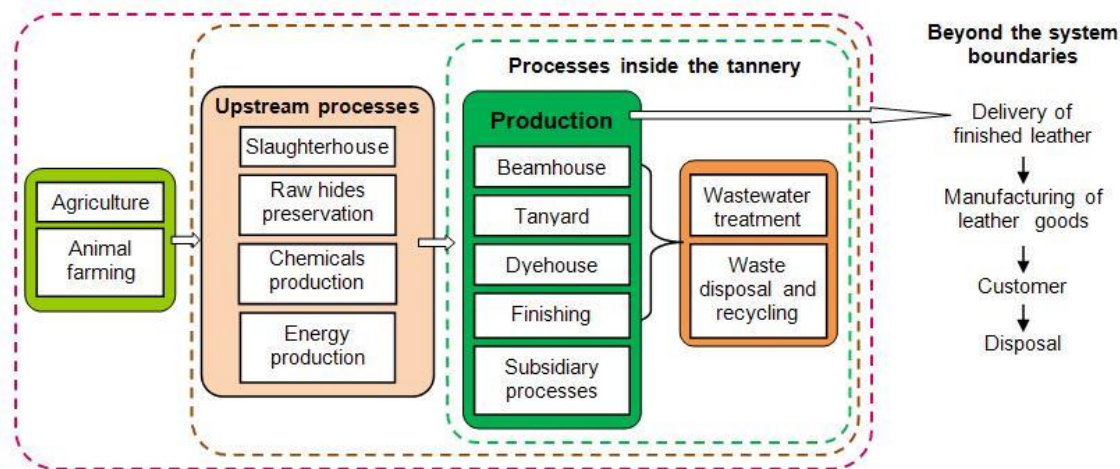 Agriculture
Animal
farming
Upstream processes
Slaughterhouse
Raw hides
preservation
Chemicals
production
Energy
production
Processes inside the tannery
Production
Beamhouse
Tanyard
Dyehouse
Finishing
Subsidiary
processes
Wastewater
treatment
Waste
disposal and
recycling
Beyond the system
boundaries
Delivery of
finished leather
Manufacturing of
leather goods
Customer
Disposal